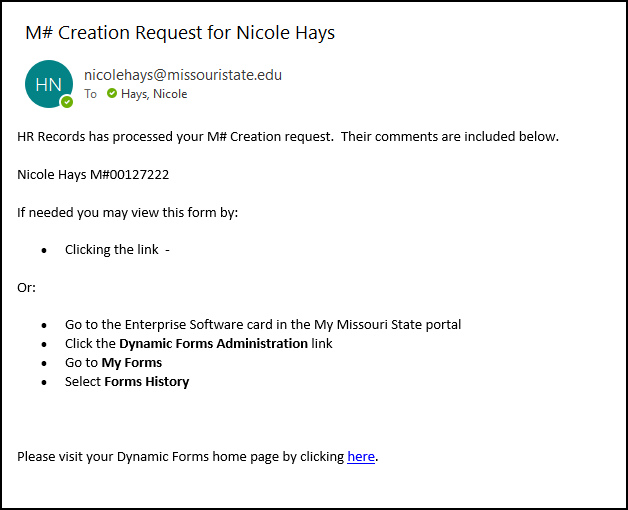 M# Creation Request for Nicole Hays
HN
nicolehays@missouristate.edu
To Hays, Nicole
HR Records has processed your M# Creation request.  Their comments are included below.
Nicole Hays M#00127222
If needed you may view this form by:
• Clicking the link  -
Or:
• Go to the Enterprise Software card in the My Missouri State portal
• Click the Dynamic Forms Administration link
• Go to My Forms
• Select Forms History
Please visit your Dynamic Forms home page by clicking here.